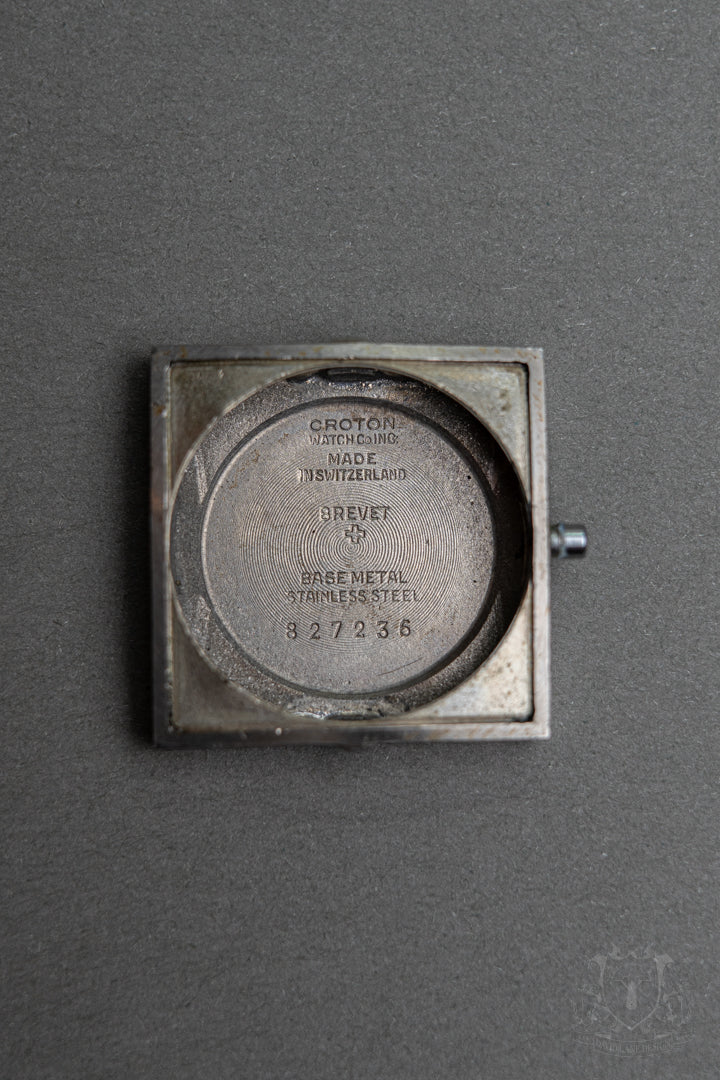 CROTON
WATCH Co INC.
MADE
IN SWITZERLAND
BREVET
BASE METAL
STAINLESS STEEL
827236